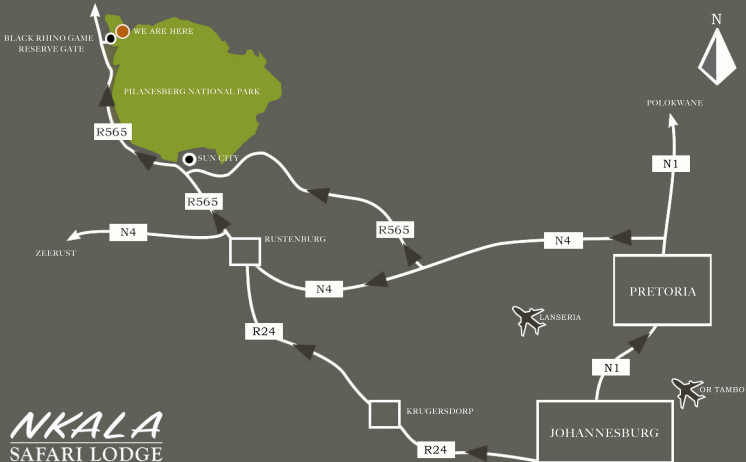 N
BLACK RHINO GAME
RESERVE GATE
WE ARE HERE
PILANESBERG NATIONAL PARK
POLOKWANE
R565
SUN CITY
N1
R565
N4
ZEERUST
RUSTENBURG
R565
N4
N4
PRETORIA
LANSERIA
R24
N1
OR TAMBO
KRUGERSDORP
JOHANNESBURG
R24
NKALA
SAFARI LODGE